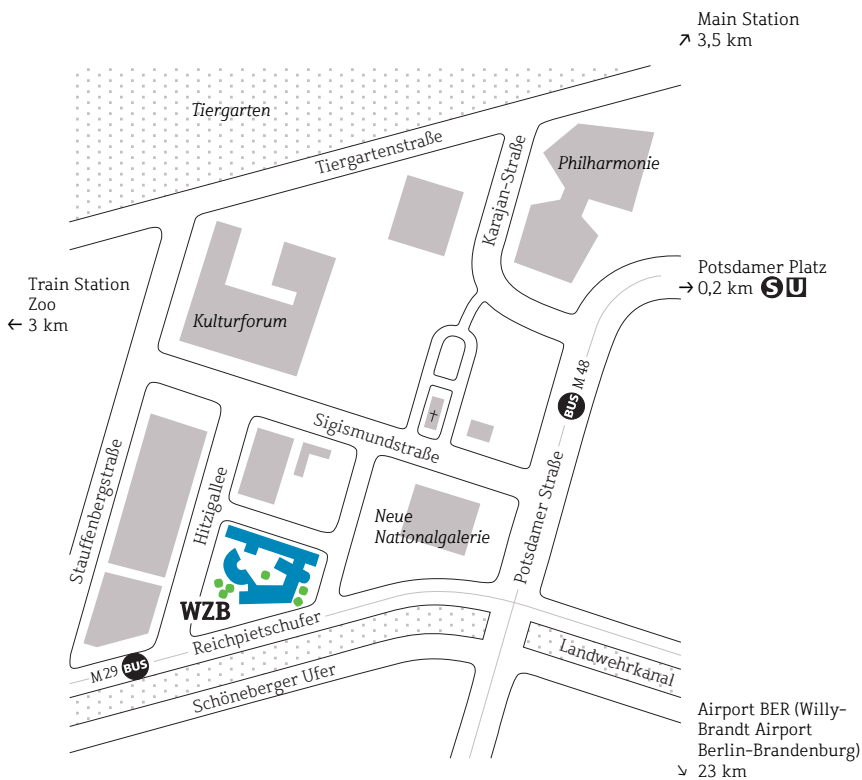 Main Station
↗ 3,5 km
Tiergarten
Tiergartenstraße
Karajan-Straße
Philharmonie
Potsdamer Platz
→ 0,2 km S U
Train Station
Zoo
← 3 km
Kulturforum
BUS M 48
Sigismundstraße
Stauffenbergstraße
Hitzigallee
Potsdamer Straße
Neue
Nationalgalerie
WZB
Reichpietschufer
M 29 BUS
Landwehrkanal
Schöneberger Ufer
Airport BER (Willy-
Brandt Airport
Berlin-Brandenburg)
↘ 23 km